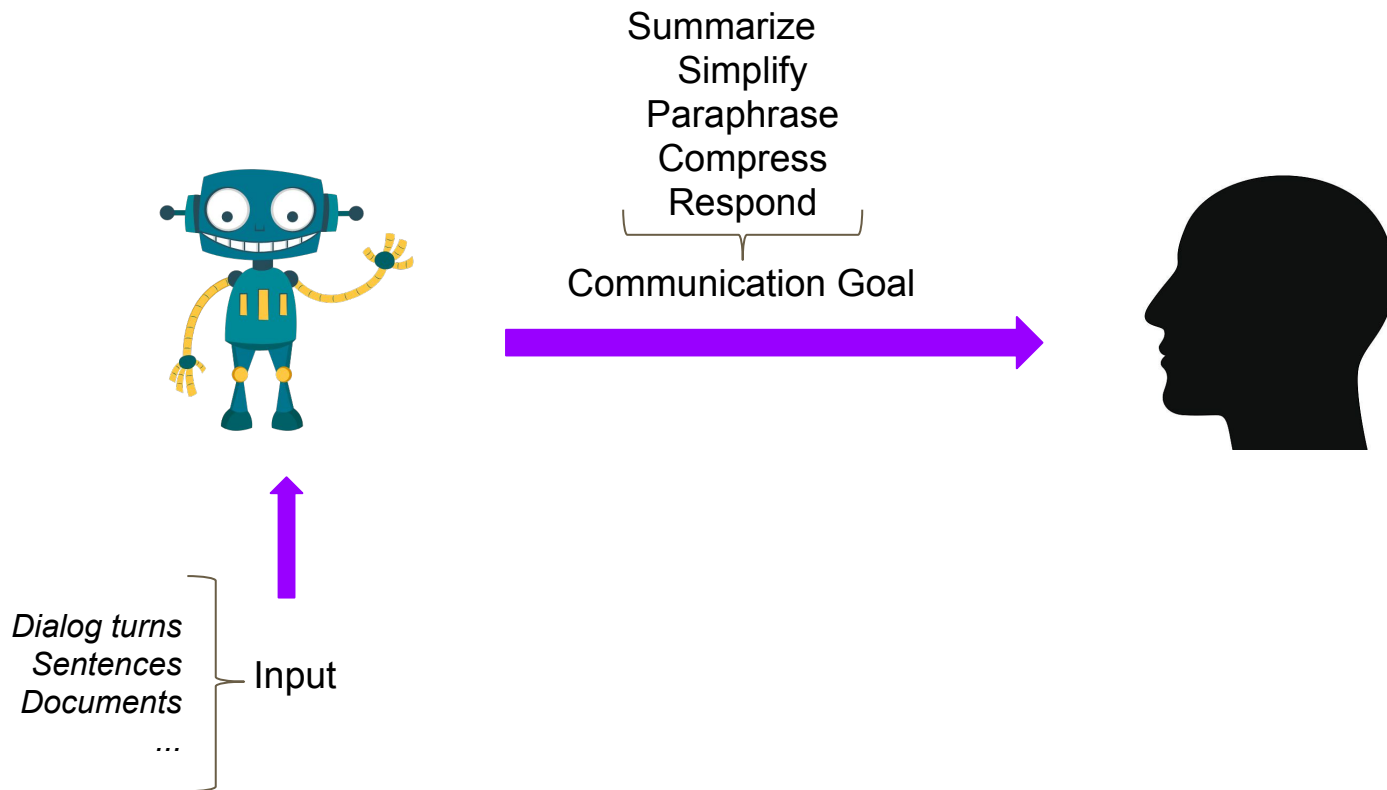 Summarize
Simplify
Paraphrase
Compress
Respond
Communication Goal
Dialog turns
Sentences
Documents
...
Input